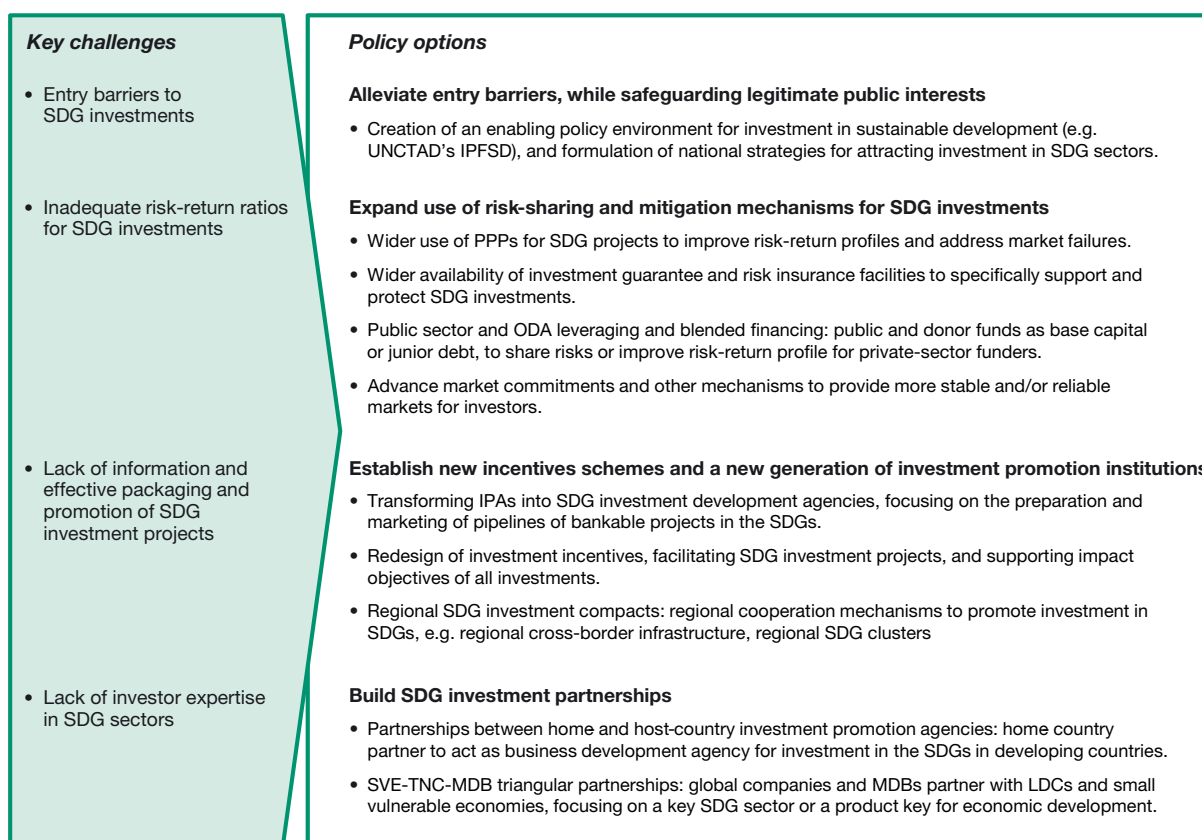 Key challenges
Policy options
• Entry barriers to
SDG investments
Alleviate entry barriers, while safeguarding legitimate public interests
• Creation of an enabling policy environment for investment in sustainable development (e.g.
UNCTAD's IPFSD), and formulation of national strategies for attracting investment in SDG sectors.
• Inadequate risk-return ratios
for SDG investments
Expand use of risk-sharing and mitigation mechanisms for SDG investments
• Wider use of PPPs for SDG projects to improve risk-return profiles and address market failures.
• Wider availability of investment guarantee and risk insurance facilities to specifically support and
protect SDG investments.
• Public sector and ODA leveraging and blended financing: public and donor funds as base capital
or junior debt, to share risks or improve risk-return profile for private-sector funders.
• Advance market commitments and other mechanisms to provide more stable and/or reliable
markets for investors.
• Lack of information and
effective packaging and
promotion of SDG
investment projects
Establish new incentives schemes and a new generation of investment promotion institutions
• Transforming IPAs into SDG investment development agencies, focusing on the preparation and
marketing of pipelines of bankable projects in the SDGs.
• Redesign of investment incentives, facilitating SDG investment projects, and supporting impact
objectives of all investments.
• Regional SDG investment compacts: regional cooperation mechanisms to promote investment in
SDGs, e.g. regional cross-border infrastructure, regional SDG clusters
• Lack of investor expertise
in SDG sectors
Build SDG investment partnerships
• Partnerships between home and host-country investment promotion agencies: home country
partner to act as business development agency for investment in the SDGs in developing countries.
• SVE-TNC-MDB triangular partnerships: global companies and MDBs partner with LDCs and small
vulnerable economies, focusing on a key SDG sector or a product key for economic development.